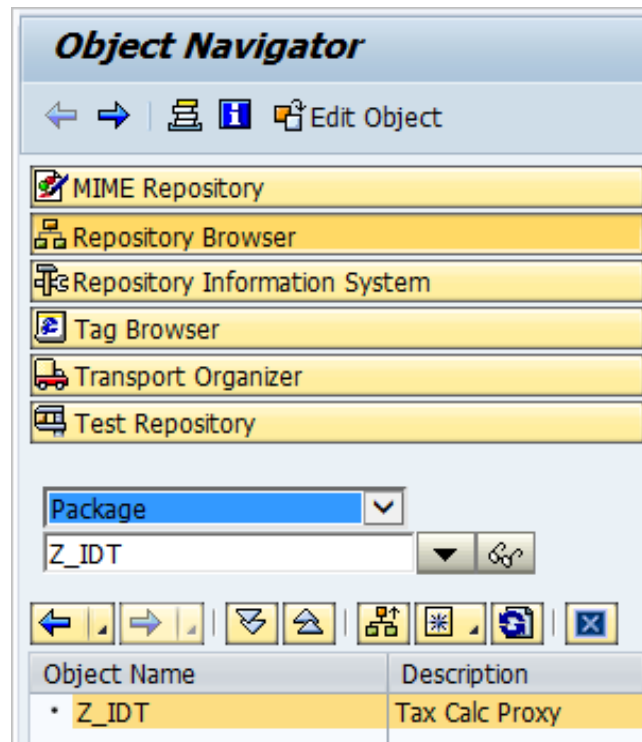 Object Navigator
Edit Object
MIME Repository
Repository Browser
Repository Information System
Tag Browser
Transport Organizer
Test Repository
Package
Z_IDT
Object Name Description
Z_IDT Tax Calc Proxy